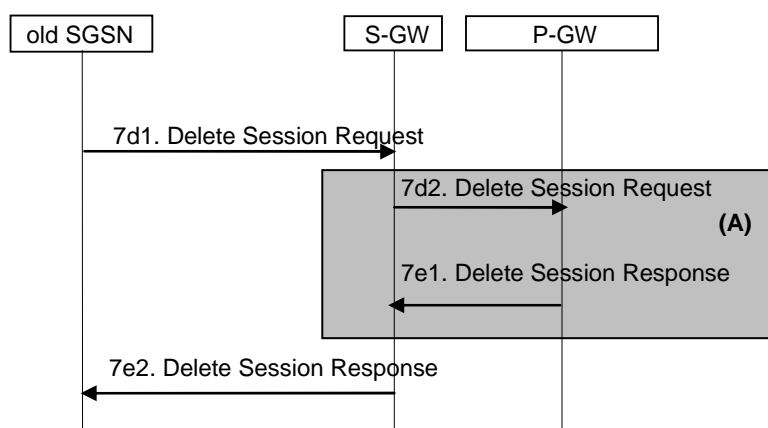 old SGSN
S-GW
P-GW
7d1. Delete Session Request
7d2. Delete Session Request
(A)
7e1. Delete Session Response
7e2. Delete Session Response